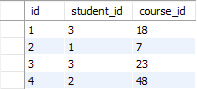 id student_id course_id
1 3 18
2 1 7
3 3 23
4 2 48